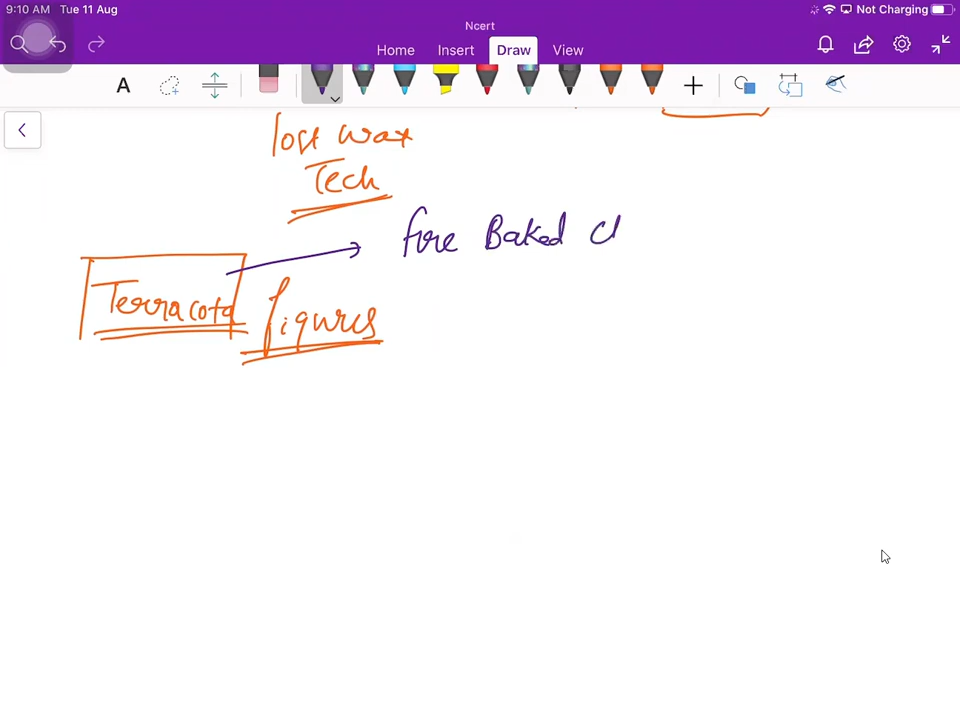 9:10 AM Tue 11 Aug
Not Charging
Ncert
Home Insert Draw View
A
lost wax
Tech
fire Baked Cl
Terracota figures